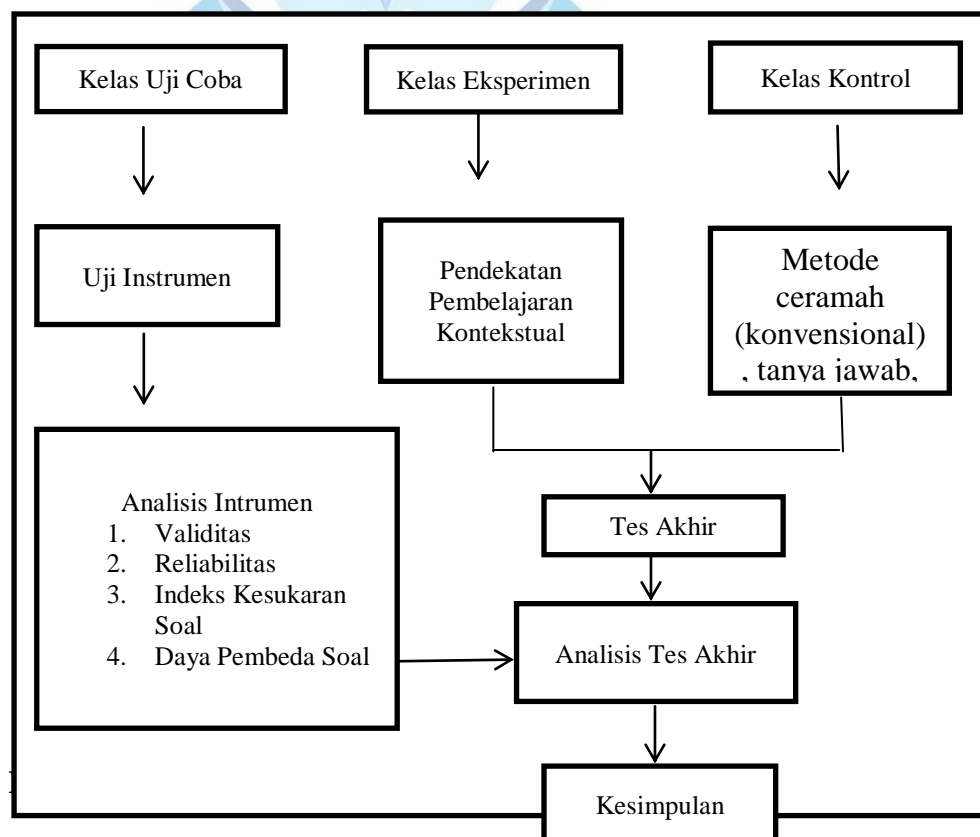 Kelas Uji Coba
Kelas Eksperimen
Kelas Kontrol
Uji Instrumen
Pendekatan
Pembelajaran
Kontekstual
Metode
ceramah
(konvensional)
, tanya jawab,
Analisis Intrumen
1. Validitas
2. Reliabilitas
3. Indeks Kesukaran
Soal
4. Daya Pembeda Soal
Tes Akhir
Analisis Tes Akhir
Kesimpulan